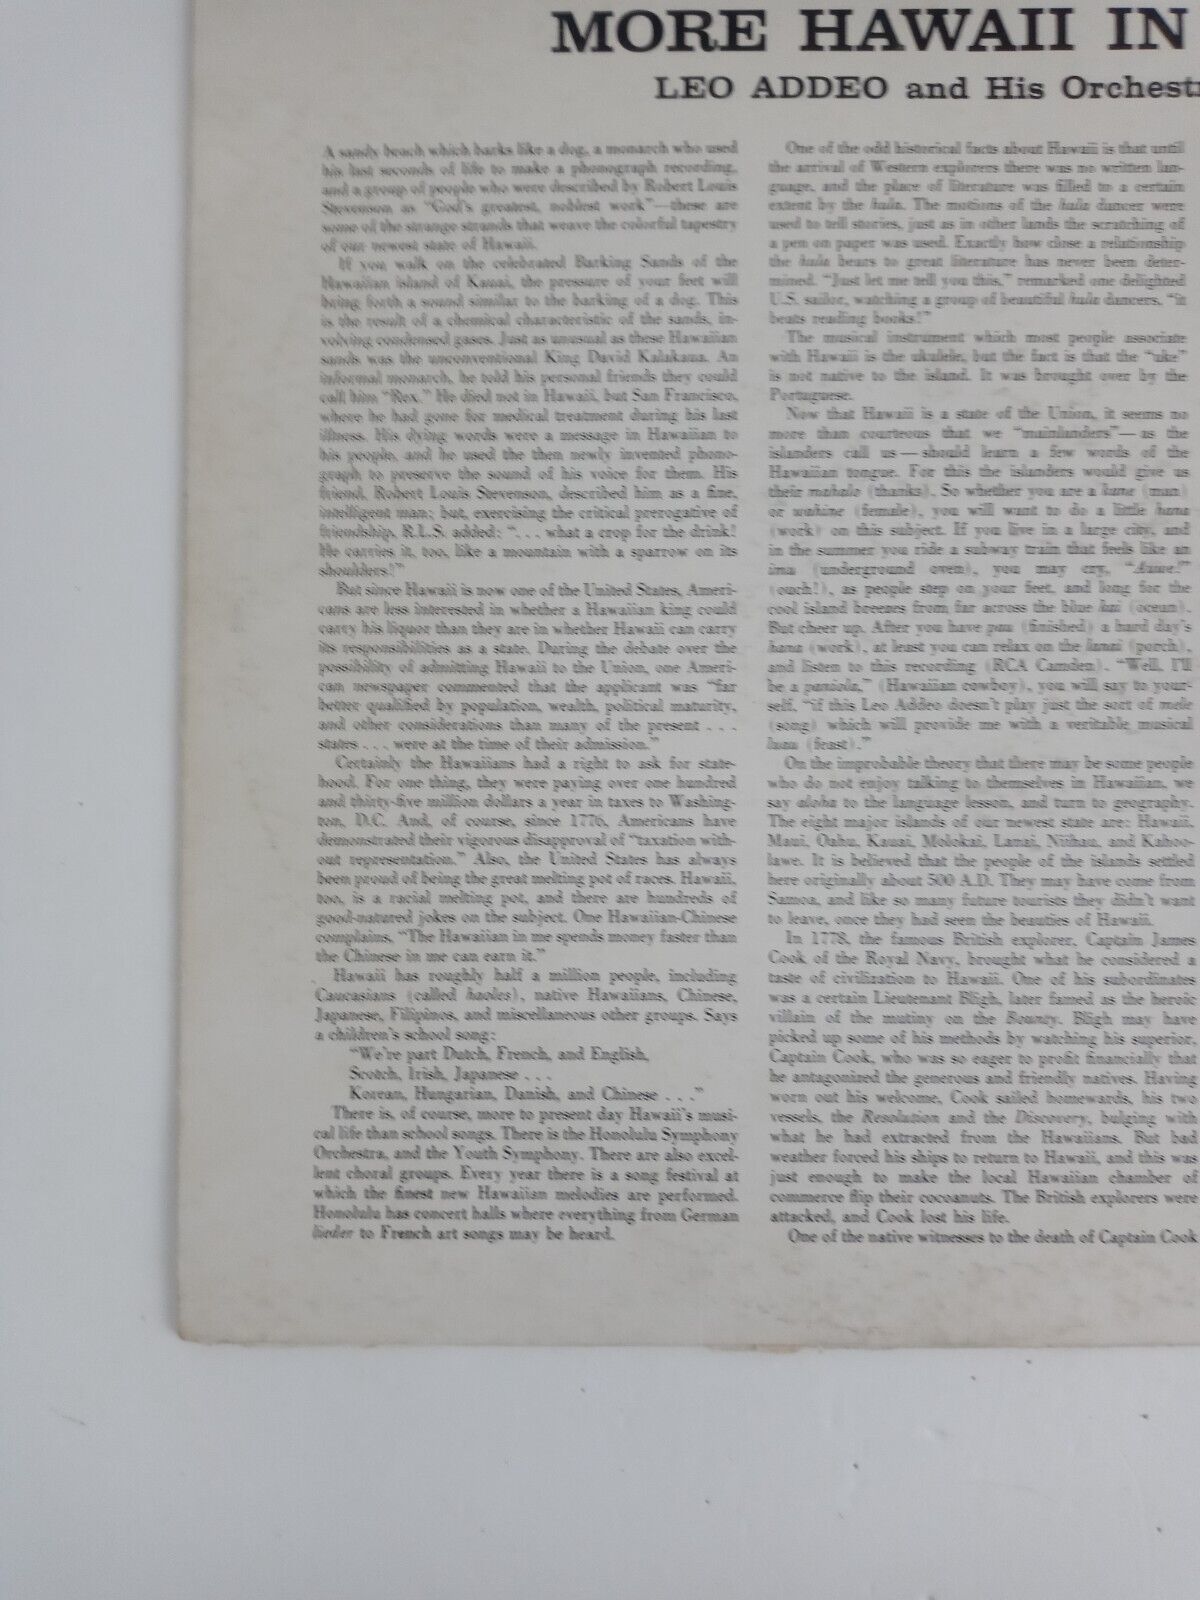 MORE HAWAII IN
LEO ADDEO and His Orchestr
A sandy beach which barks like a dog, a monarch who used
his last seconds of life to make a phonograph recording,
and a group of people who were described by Robert Louis
Stevenson as "God's greatest, noblest work"—these are
some of the strange strands that weave the colorful tapestry
of our newest state of Hawaii.
If you walk on the celebrated Barking Sands of the
Hawaiian island of Kauai, the pressure of your feet will
bring forth a sound similar to the barking of a dog. This
is the result of a chemical characteristic of the sands, in-
volving condensed gases. Just as unusual as these Hawaiian
sands was the unconventional King David Kalakaua. An
informal monarch, he told his personal friends they could
call him "Rex." He died not in Hawaii, but San Francisco,
where he had gone for medical treatment during his last
illness. His dying words were a message in Hawaiian to
his people, and he used the then newly invented phono-
graph to preserve the sound of his voice for them. His
friend, Robert Louis Stevenson, described him as a fine,
intelligent man; but, exercising the critical prerogative of
friendship, R.L.S. added: ". . . what a crop for the drink!
He carries it, too, like a mountain with a sparrow on its
shoulders!"
But since Hawaii is now one of the United States, Ameri-
cans are less interested in whether a Hawaiian king could
carry his liquor than they are in whether Hawaii can carry
its responsibilities as a state. During the debate over the
possibility of admitting Hawaii to the Union, one Ameri-
can newspaper commented that the applicant was "far
better qualified by population, wealth, political maturity,
and other considerations than many of the present . . .
states . . . were at the time of their admission."
Certainly the Hawaiians had a right to ask for state-
hood. For one thing, they were paying over one hundred
and thirty-five million dollars a year in taxes to Washing-
ton, D.C. And, of course, since 1776, Americans have
demonstrated their vigorous disapproval of "taxation with-
out representation." Also, the United States has always
been proud of being the great melting pot of races. Hawaii,
too, is a racial melting pot, and there are hundreds of
good-natured jokes on the subject. One Hawaiian-Chinese
complains, "The Hawaiian in me spends money faster than
the Chinese in me can earn it."
Hawaii has roughly half a million people, including
Caucasians (called haoles), native Hawaiians, Chinese,
Japanese, Filipinos, and miscellaneous other groups. Says
a children's school song:
"We're part Dutch, French, and English,
Scotch, Irish, Japanese . . .
Korean, Hungarian, Danish, and Chinese . . ."
There is, of course, more to present day Hawaii's musi-
cal life than school songs. There is the Honolulu Symphony
Orchestra, and the Youth Symphony. There are also excel-
lent choral groups. Every year there is a song festival at
which the finest new Hawaiian melodies are performed.
Honolulu has concert halls where everything from German
lieder to French art songs may be heard.
One of the odd historical facts about Hawaii is that until
the arrival of Western explorers there was no written lan-
guage, and the place of literature was filled to a certain
extent by the hula. The motions of the hula dancer were
used to tell stories, just as in other lands the scratching of
a pen on paper was used. Exactly how close a relationship
the hula bears to great literature has never been deter-
mined. "Just let me tell you this," remarked one delighted
U.S. sailor, watching a group of beautiful hula dancers, "it
beats reading books!"
The musical instrument which most people associate
with Hawaii is the ukulele, but the fact is that the "uke"
is not native to the island. It was brought over by the
Portuguese.
Now that Hawaii is a state of the Union, it seems no
more than courteous that we "mainlanders"—as the
islanders call us—should learn a few words of the
Hawaiian tongue. For this the islanders would give us
their mahalo (thanks). So whether you are a kane (man)
or wahine (female), you will want to do a little hana
(work) on this subject. If you live in a large city, and
in the summer you ride a subway train that feels like an
imu (underground oven), you may cry, "Auwe!"
(ouch!), as people step on your feet, and long for the
cool island breezes from far across the blue kai (ocean).
But cheer up. After you have pau (finished) a hard day's
hana (work), at least you can relax on the lanai (porch),
and listen to this recording (RCA Camden). "Well, I'll
be a paniolo," (Hawaiian cowboy), you will say to your-
self, "if this Leo Addeo doesn't play just the sort of mele
(song) which will provide me with a veritable musical
luau (feast)."
On the improbable theory that there may be some people
who do not enjoy talking to themselves in Hawaiian, we
say aloha to the language lesson, and turn to geography.
The eight major islands of our newest state are: Hawaii,
Maui, Oahu, Kauai, Molokai, Lanai, Niihau, and Kahoo-
lawe. It is believed that the people of the islands settled
here originally about 500 A.D. They may have come from
Samoa, and like so many future tourists they didn't want
to leave, once they had seen the beauties of Hawaii.
In 1778, the famous British explorer, Captain James
Cook of the Royal Navy, brought what he considered a
taste of civilization to Hawaii. One of his subordinates
was a certain Lieutenant Bligh, later famed as the heroic
villain of the mutiny on the Bounty. Bligh may have
picked up some of his methods by watching his superior,
Captain Cook, who was so eager to profit financially that
he antagonized the generous and friendly natives. Having
worn out his welcome, Cook sailed homewards, his two
vessels, the Resolution and the Discovery, bulging with
what he had extracted from the Hawaiians. But bad
weather forced his ships to return to Hawaii, and this was
just enough to make the local Hawaiian chamber of
commerce flip their cocoanuts. The British explorers were
attacked, and Cook lost his life.
One of the native witnesses to the death of Captain Cook